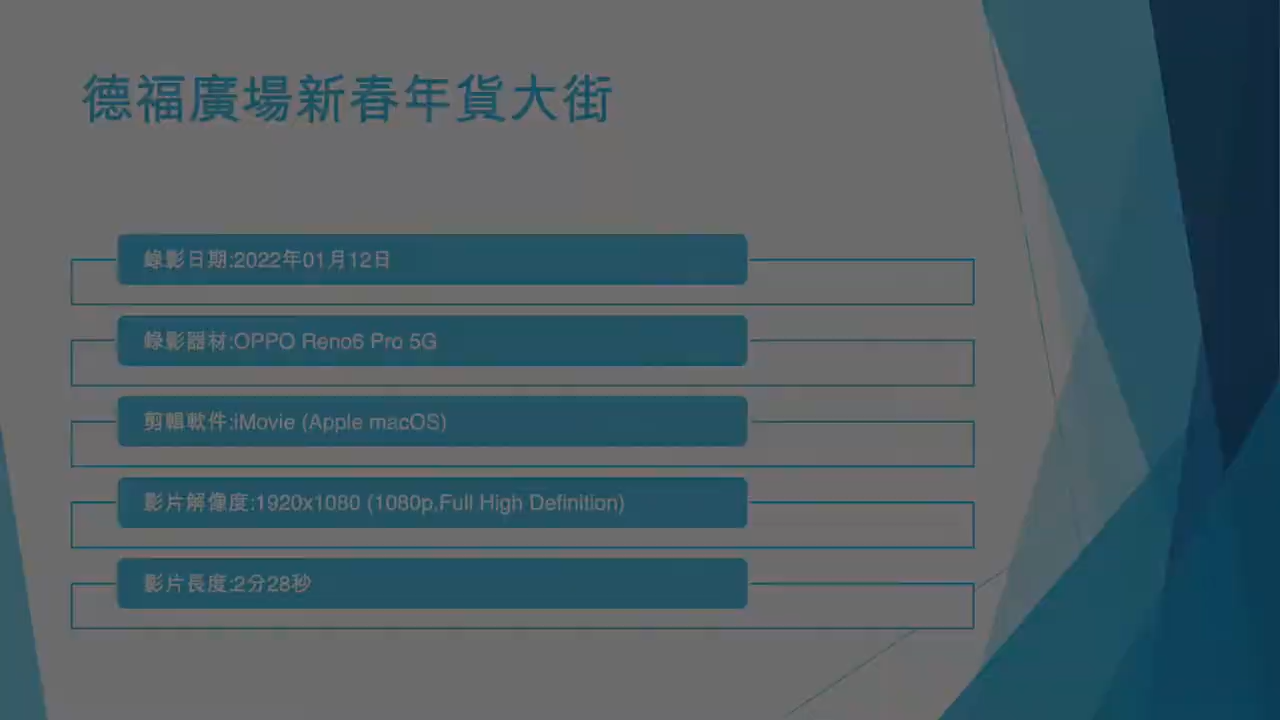 德福廣場新春年貨大街
錄影日期:2022年01月12日
錄影器材:OPPO Reno6 Pro 5G
剪輯軟件:iMovie (Apple macOS)
影片解像度:1920x1080 (1080p,Full High Definition)
影片長度:2分28秒